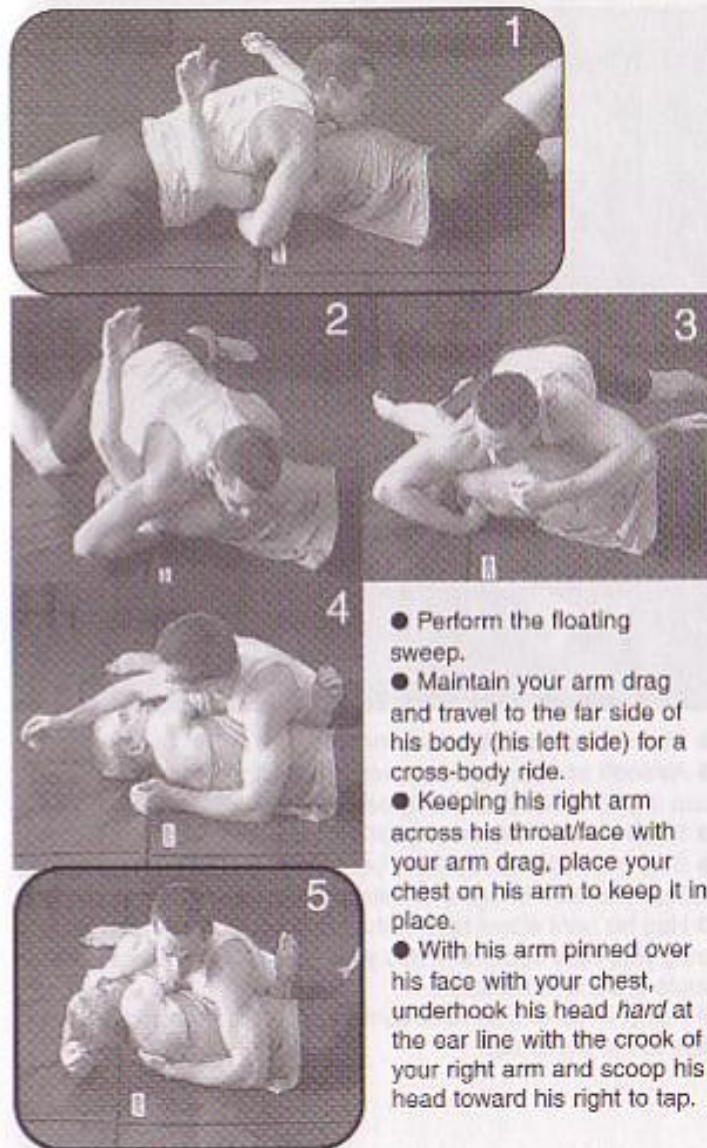 1
2
3
4
● Perform the floating
sweep.
● Maintain your arm drag
and travel to the far side of
his body (his left side) for a
cross-body ride.
● Keeping his right arm
across his throat/face with
your arm drag, place your
chest on his arm to keep it in
place.
● With his arm pinned over
his face with your chest,
underhook his head hard at
the ear line with the crook of
your right arm and scoop his
head toward his right to tap.
5